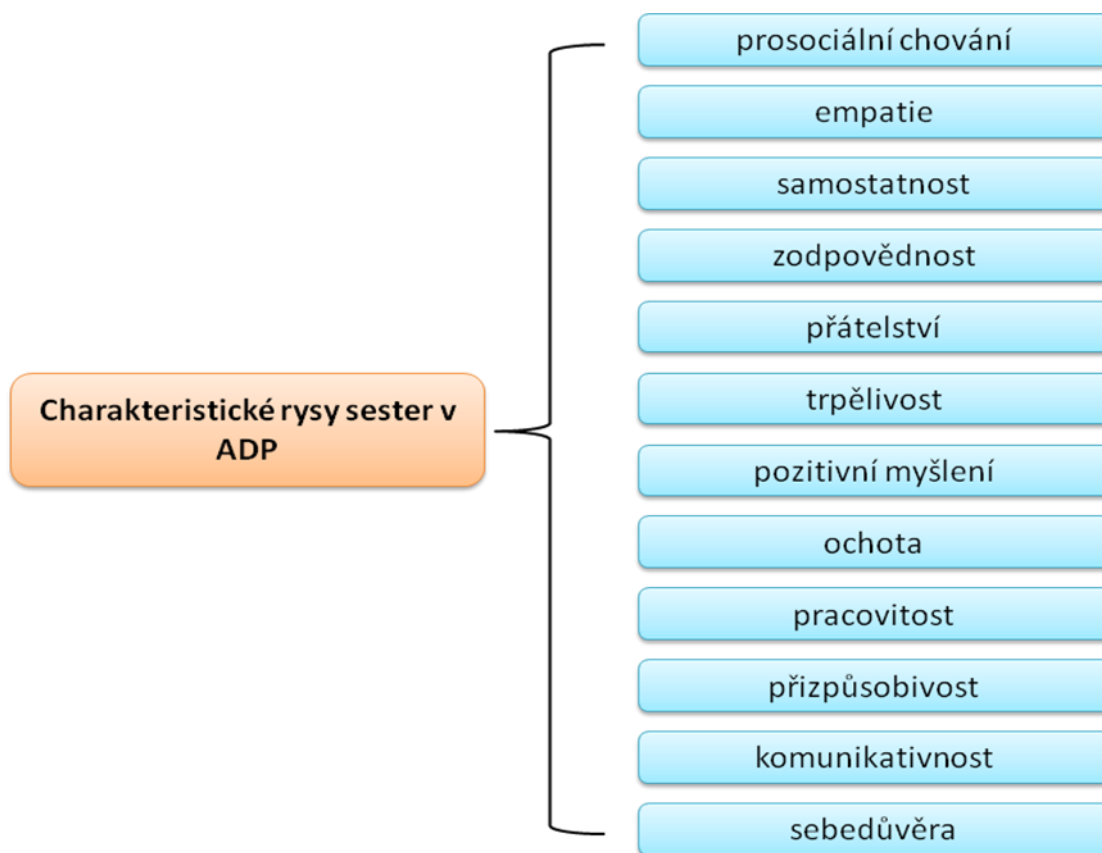 Charakteristické rysy sester v
ADP
prosociální chování
empatie
samostatnost
zodpovědnost
přátelství
trpělivost
pozitivní myšlení
ochota
pracovitost
přizpůsobivost
komunikativnost
sebedůvěra